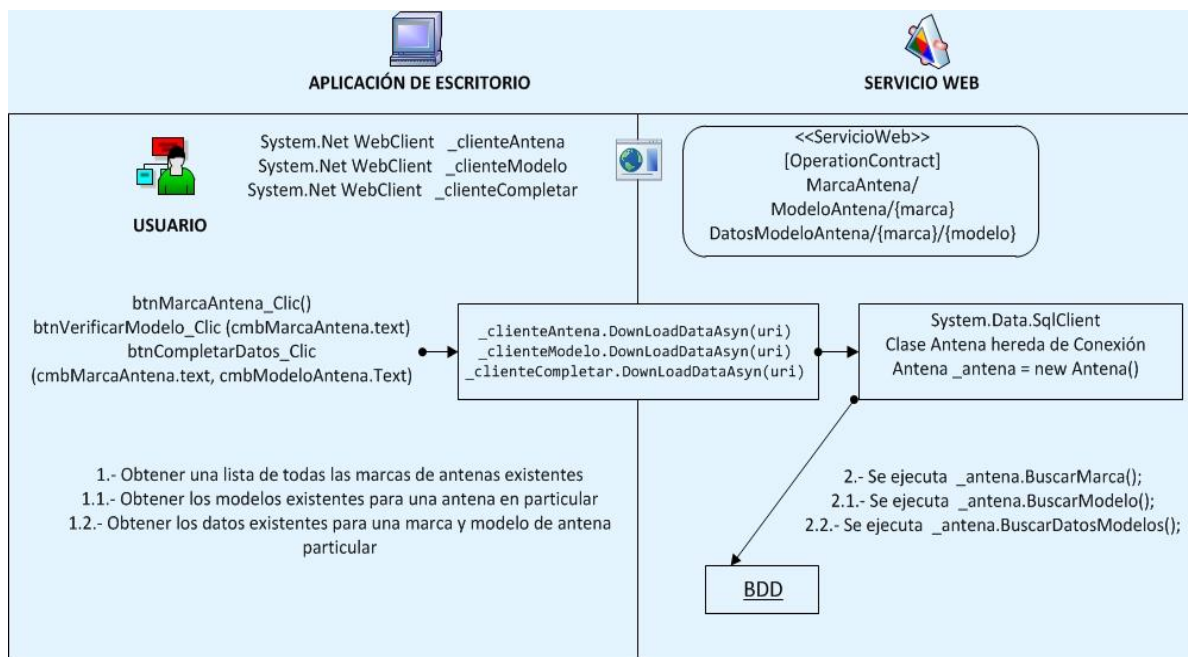 APLICACIÓN DE ESCRITORIO
SERVICIO WEB
System.Net WebClient _clienteAntena
System.Net WebClient _clienteModelo
System.Net WebClient _clienteCompletar
USUARIO
<<ServicioWeb>>
[OperationContract]
MarcaAntena/
ModeloAntena/{marca}
DatosModeloAntena/{marca}/{modelo}
btnMarcaAntena_Clic()
btnVerificarModelo_Clic (cmbMarcaAntena.text)
btnCompletarDatos_Clic
(cmbMarcaAntena.text, cmbModeloAntena.Text)
_clienteAntena.DownLoadDataAsyn(uri)
_clienteModelo.DownLoadDataAsyn(uri)
_clienteCompletar.DownLoadDataAsyn(uri)
System.Data.SqlClient
Clase Antena hereda de Conexión
Antena _antena = new Antena()
1.- Obtener una lista de todas las marcas de antenas existentes
1.1.- Obtener los modelos existentes para una antena en particular
1.2.- Obtener los datos existentes para una marca y modelo de antena
particular
2.- Se ejecuta _antena.BuscarMarca();
2.1.- Se ejecuta _antena.BuscarModelo();
2.2.- Se ejecuta _antena.BuscarDatosModelos();
BDD